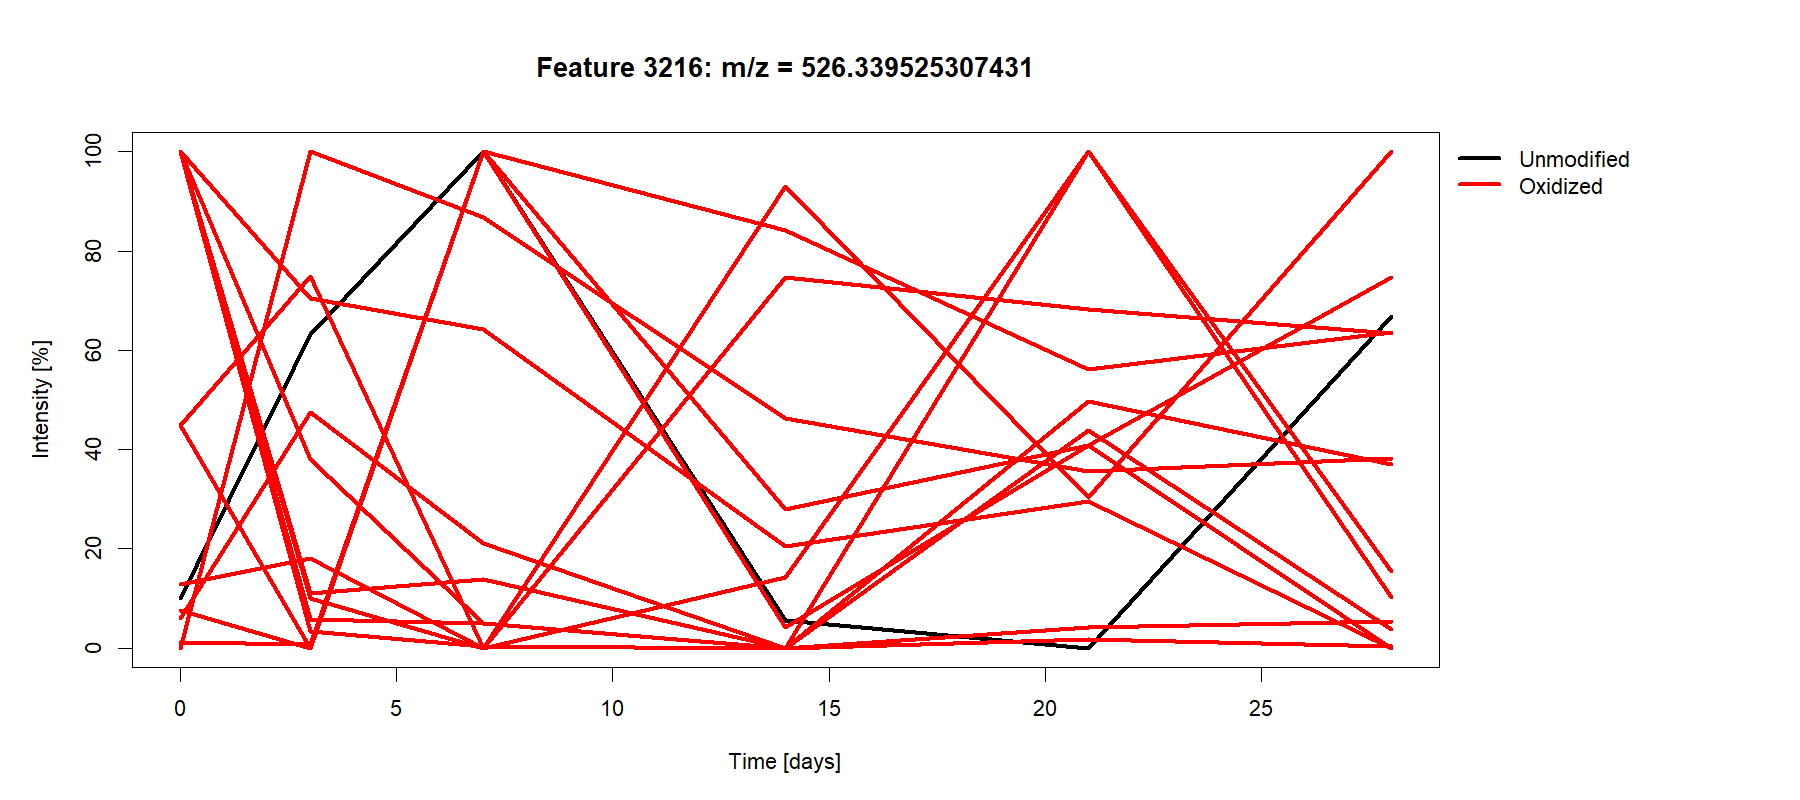 Feature 3216: m/z = 526.339525307431
Unmodified
Oxidized
Intensity [%]
100
80
60
40
20
0
0 5 10 15 20 25
Time [days]